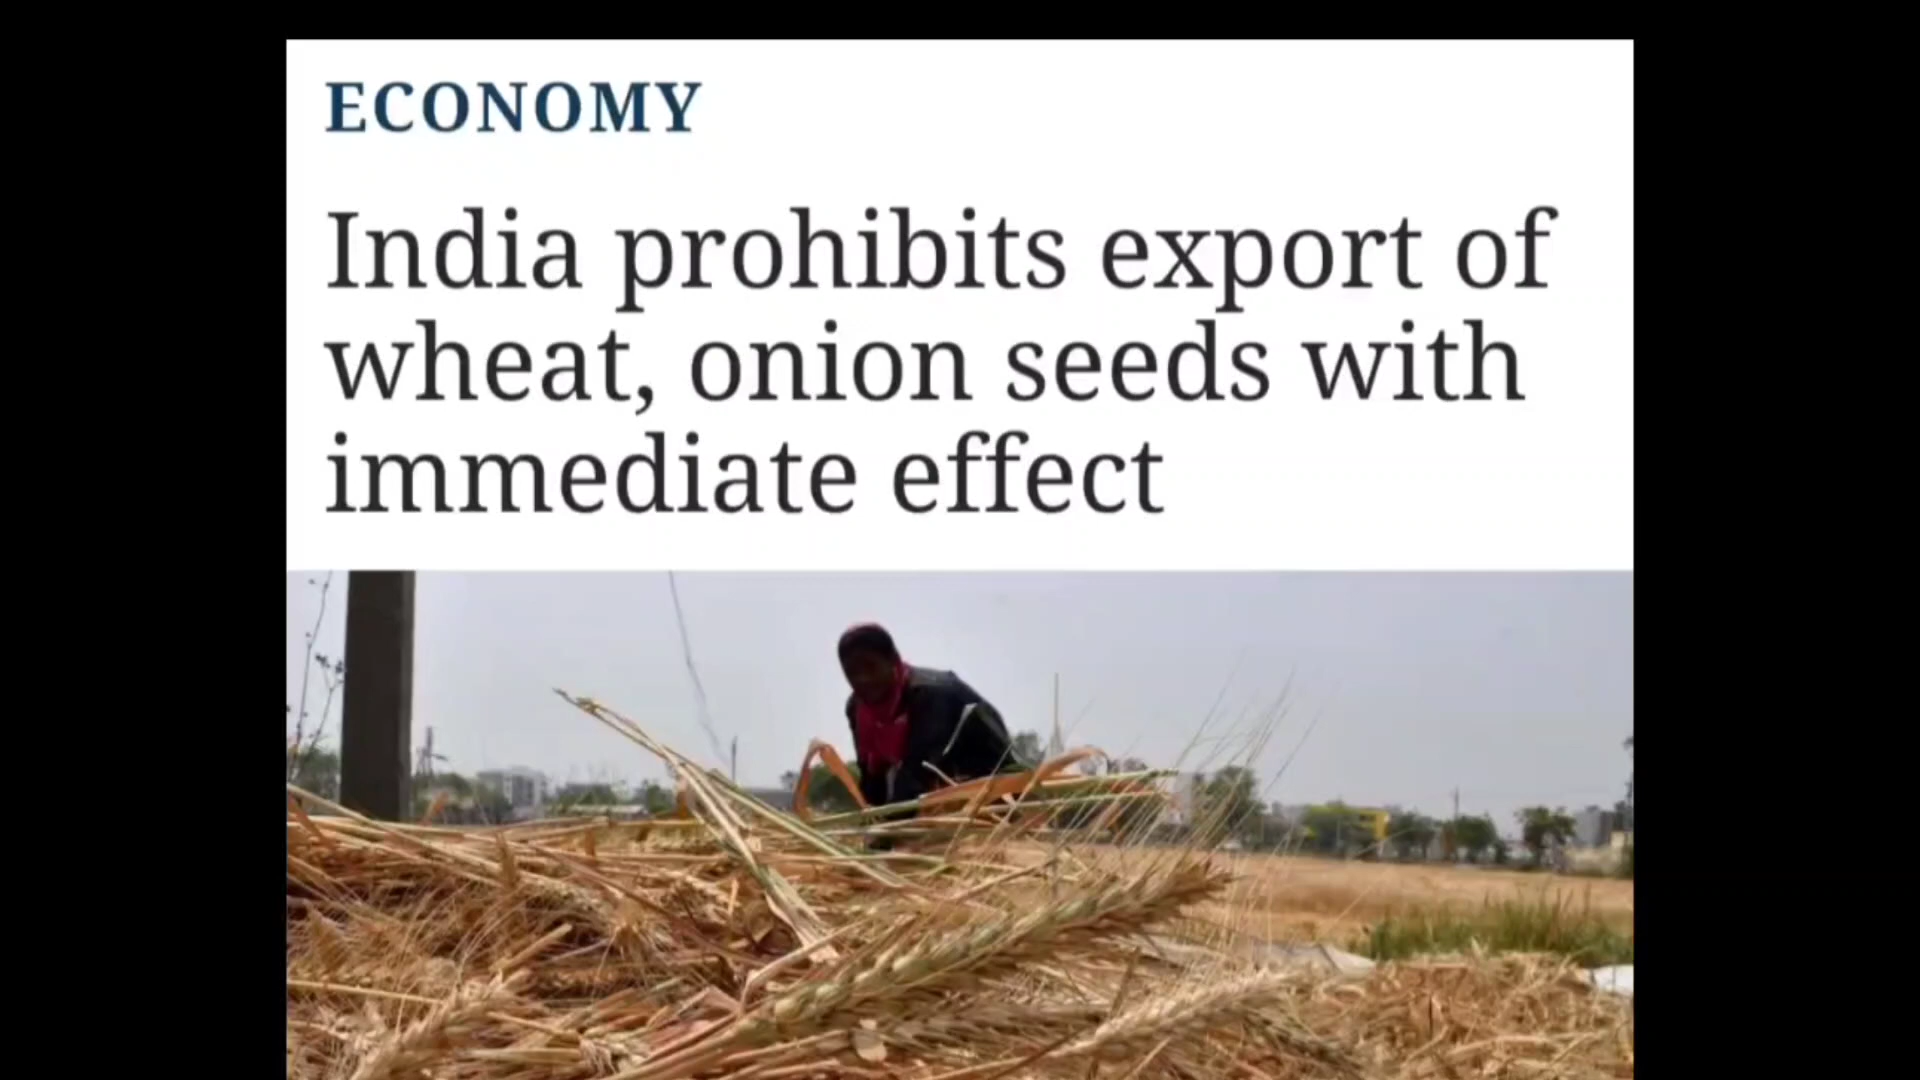 ECONOMY
India prohibits export of
wheat, onion seeds with
immediate effect